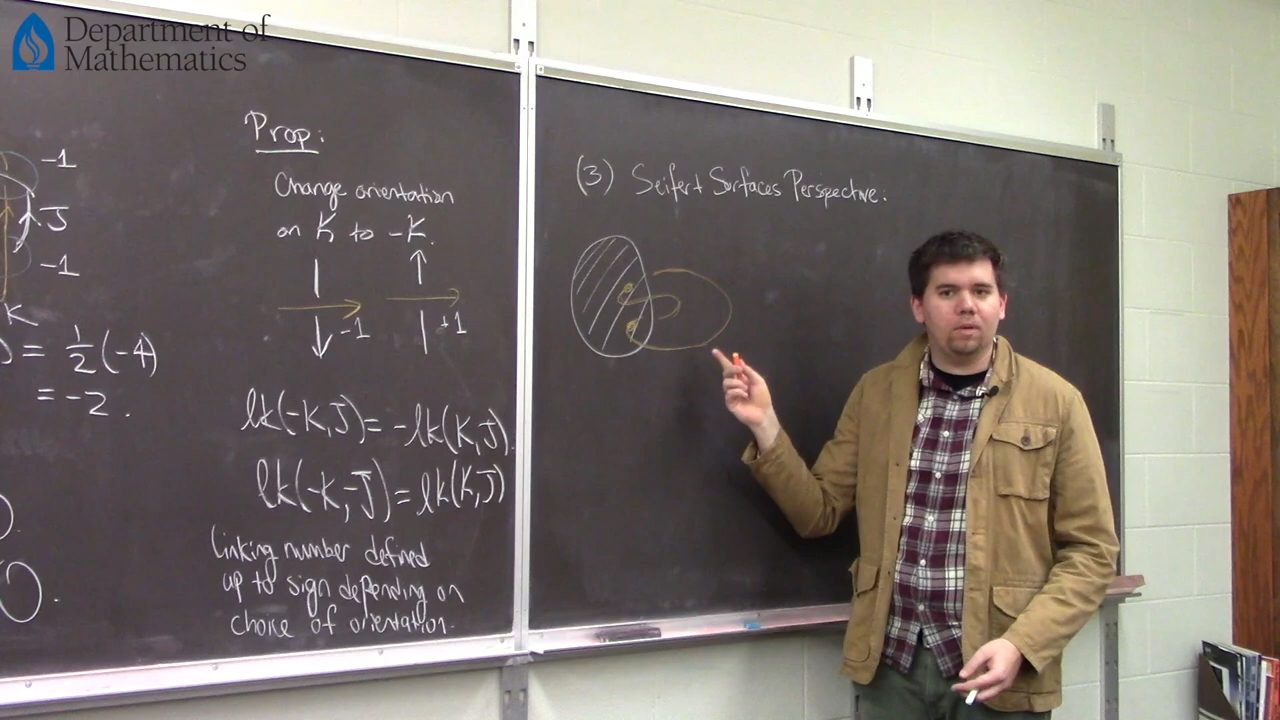 Department of
Mathematics
-1
J
-1
K
) = 1/2 (-4)
= -2.
Prop:
Change orientation
on K to -K.
-1
+1
lk(-K,J) = -lk(K,J).
lk(-K,-J) = lk(K,J)
Linking number defined
up to sign depending on
choice of orientation.
(3) Seifert Surfaces Perspective: